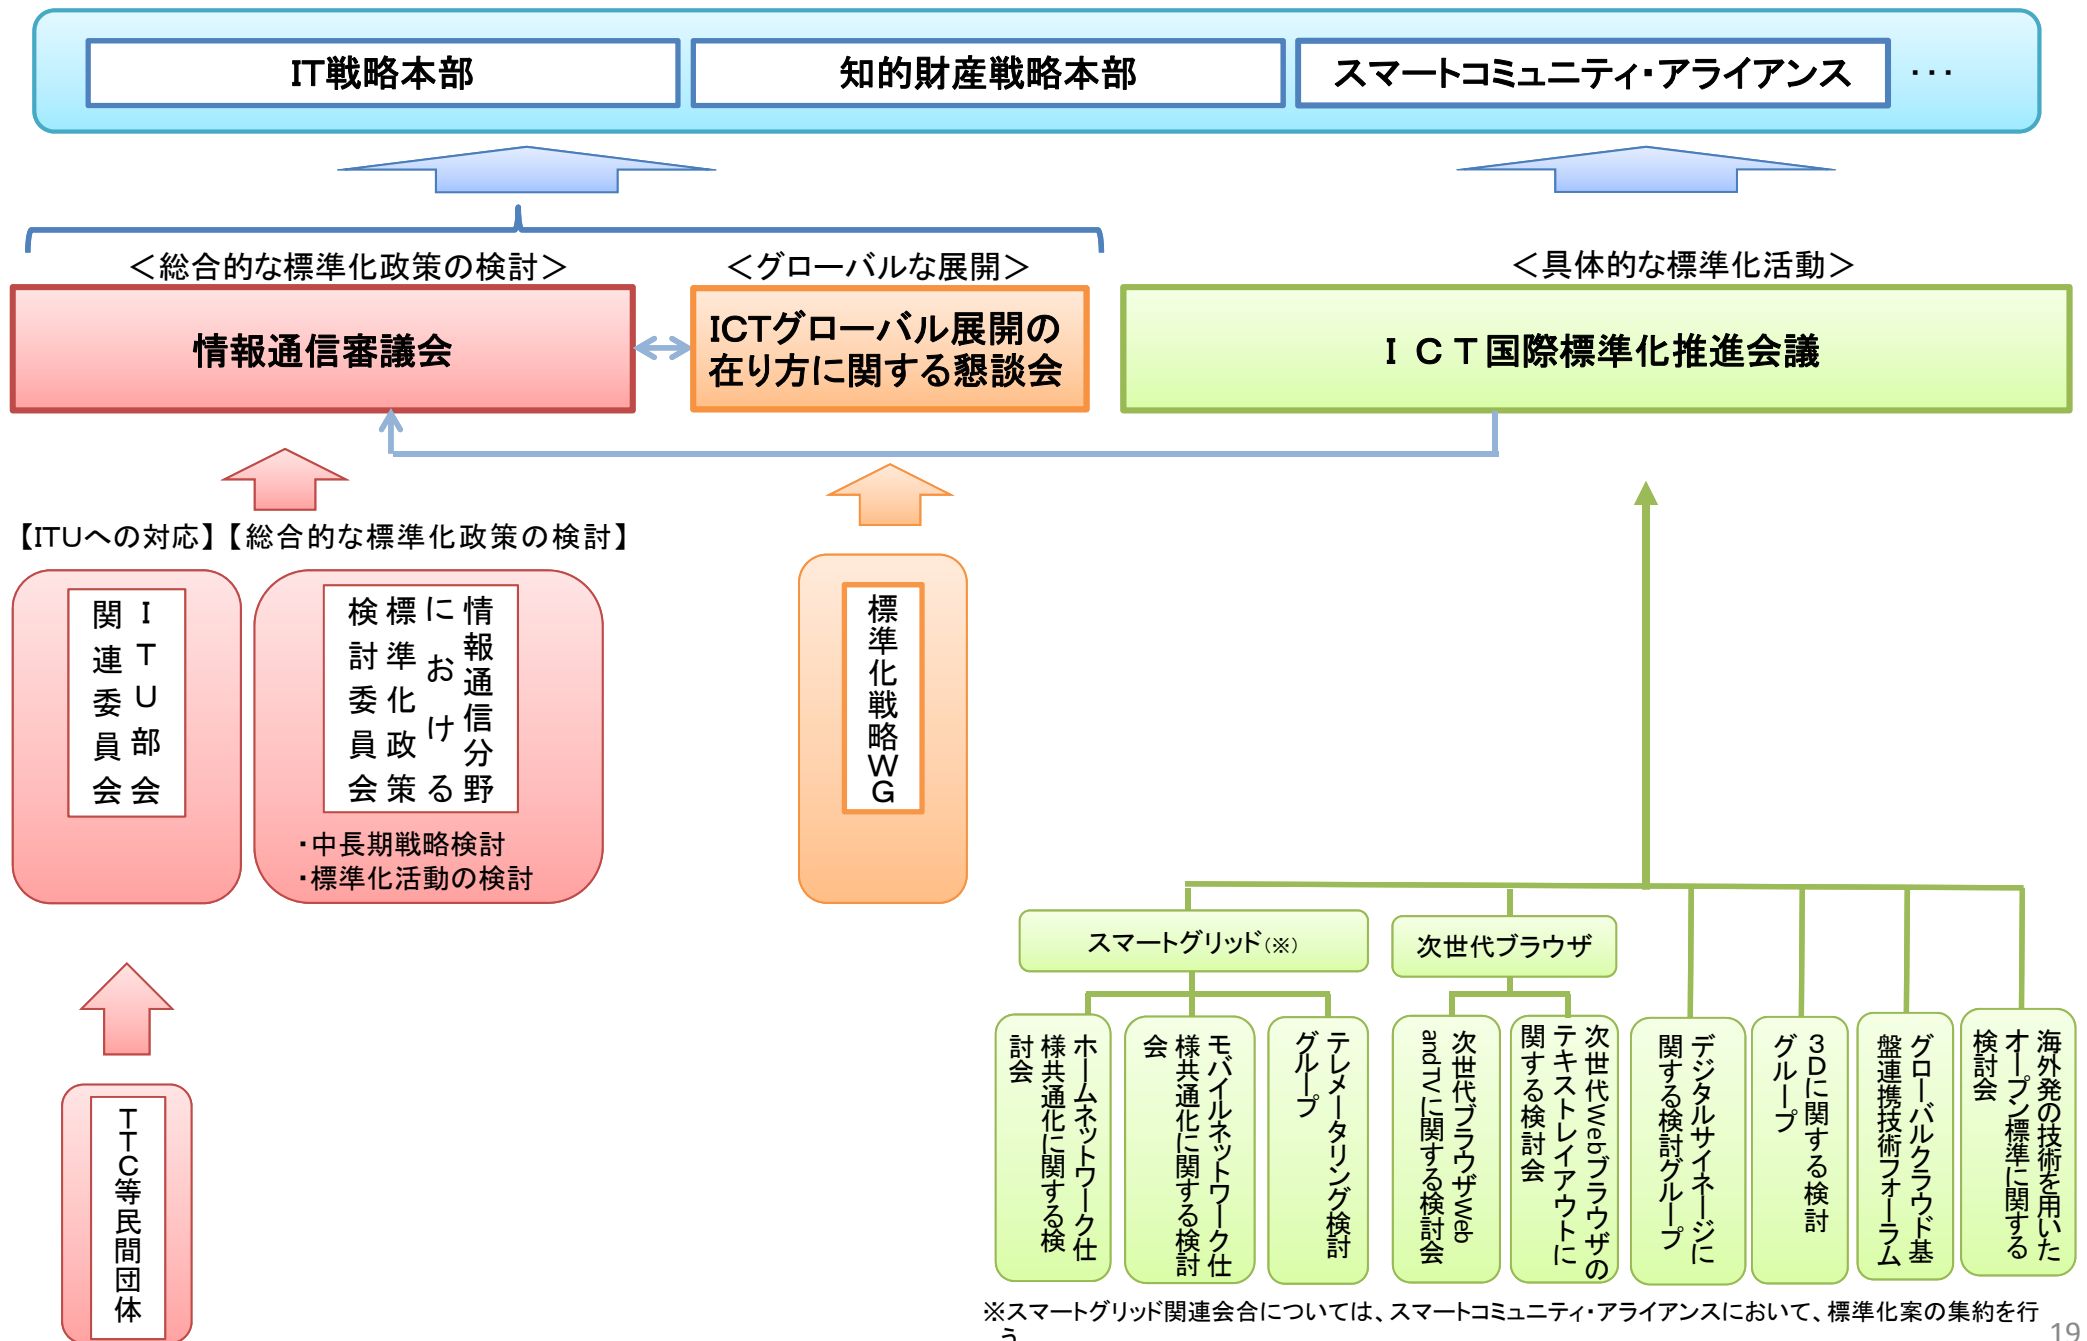 IT戦略本部
知的財産戦略本部
スマートコミュニティ・アライアンス
・・・
＜総合的な標準化政策の検討＞
＜グローバルな展開＞
＜具体的な標準化活動＞
情報通信審議会
ICTグローバル展開の
在り方に関する懇談会
ＩＣＴ国際標準化推進会議
【ITUへの対応】
【総合的な標準化政策の検討】
ＩＴＵ部会
関連委員会
情報通信分野
における
標準化政策
検討委員会
・中長期戦略検討
・標準化活動の検討
標準化戦略ＷＧ
ＴＴＣ等民間団体
スマートグリッド（※）
次世代ブラウザ
ホームネットワーク仕
様共通化に関する検
討会
モバイルネットワーク仕
様共通化に関する検討
会
テレメータリング検討
グループ
次世代ブラウザWeb
and TVに関する検討会
次世代Webブラウザの
テキストレイアウトに
関する検討会
デジタルサイネージに
関する検討グループ
３Ｄに関する検討
グループ
グローバルクラウド基
盤連携技術フォーラム
海外発の技術を用いた
オープン標準に関する
検討会
※スマートグリッド関連会合については、スマートコミュニティ・アライアンスにおいて、標準化案の集約を行
う
19